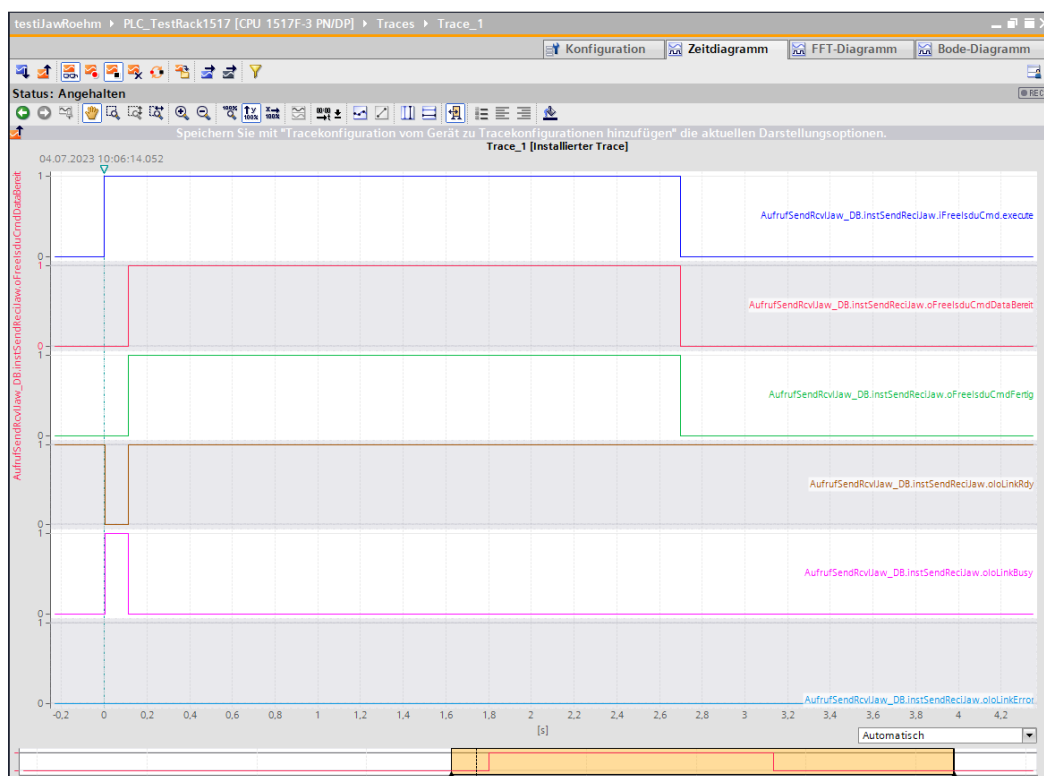 testiJawRoehm ▸ PLC_TestRack1517 [CPU 1517F-3 PN/DP] ▸ Traces ▸ Trace_1
Konfiguration Zeitdiagramm FFT-Diagramm Bode-Diagramm
Status: Angehalten
REC
Speichern Sie mit "Tracekonfiguration vom Gerät zu Tracekonfigurationen hinzufügen" die aktuellen Darstellungsoptionen.
Trace_1 [Installierter Trace]
04.07.2023 10:06:14.052
AufrufSendRcvIJaw_DB.instSendReciJaw.oFreeIsduCmdDataBereit
1
AufrufSendRcvIJaw_DB.instSendReciJaw.iFreeIsduCmd.execute
0
1
AufrufSendRcvIJaw_DB.instSendReciJaw.oFreeIsduCmdDataBereit
0
1
AufrufSendRcvIJaw_DB.instSendReciJaw.oFreeIsduCmdFertig
0
1
AufrufSendRcvIJaw_DB.instSendReciJaw.oIoLinkRdy
0
1
AufrufSendRcvIJaw_DB.instSendReciJaw.oIoLinkBusy
0
1
AufrufSendRcvIJaw_DB.instSendReciJaw.oIoLinkError
0
-0,2 0 0,2 0,4 0,6 0,8 1 1,2 1,4 1,6 1,8 2 2,2 2,4 2,6 2,8 3 3,2 3,4 3,6 3,8 4 4,2
[s]
Automatisch